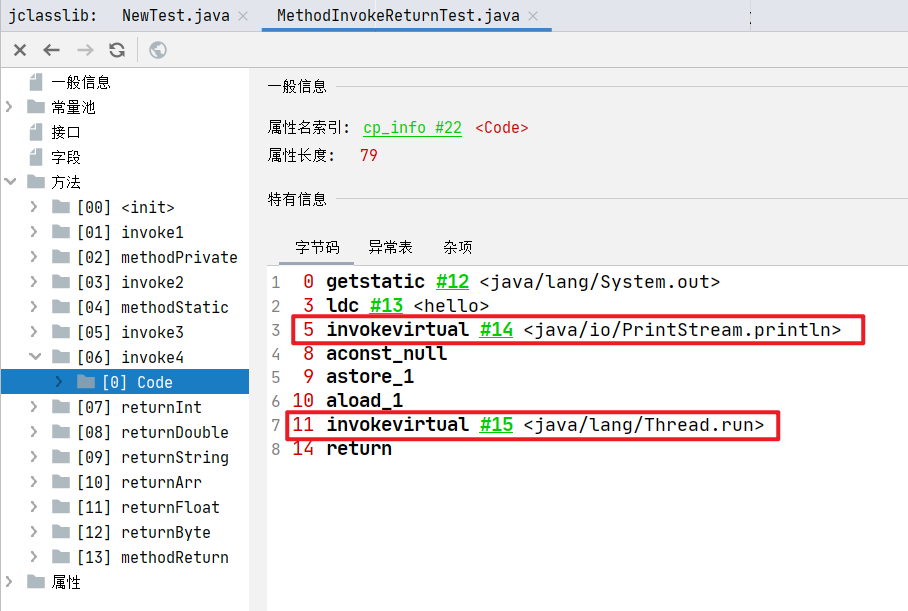 jclasslib: NewTest.java MethodInvokeReturnTest.java
一般信息
常量池
接口
字段
方法
[00] <init>
[01] invoke1
[02] methodPrivate
[03] invoke2
[04] methodStatic
[05] invoke3
[06] invoke4
[0] Code
[07] returnInt
[08] returnDouble
[09] returnString
[10] returnArr
[11] returnFloat
[12] returnByte
[13] methodReturn
属性
一般信息
属性名索引: cp_info #22 <Code>
属性长度: 79
特有信息
字节码 异常表 杂项
1 0 getstatic #12 <java/lang/System.out>
2 3 ldc #13 <hello>
3 5 invokevirtual #14 <java/io/PrintStream.println>
4 8 aconst_null
5 9 astore_1
6 10 aload_1
7 11 invokevirtual #15 <java/lang/Thread.run>
8 14 return